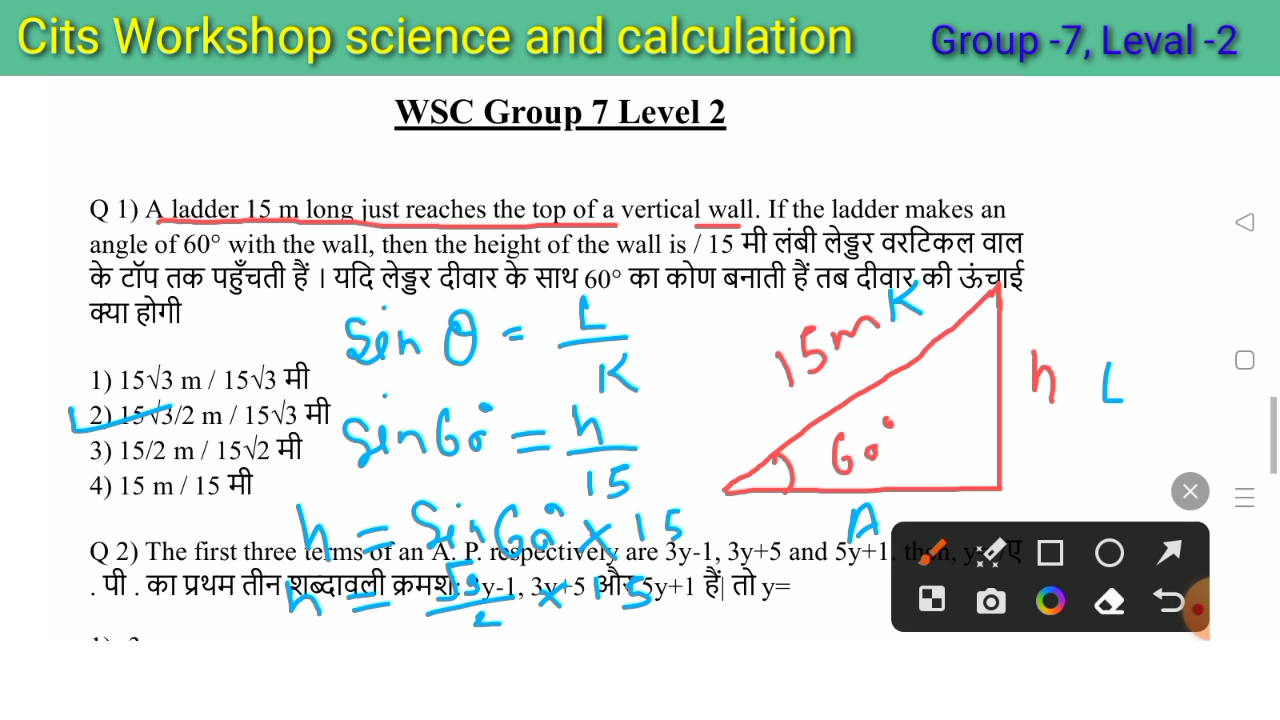 Cits Workshop science and calculation
Group -7, Leval -2
WSC Group 7 Level 2
Q 1) A ladder 15 m long just reaches the top of a vertical wall. If the ladder makes an
angle of 60° with the wall, then the height of the wall is / 15 मी लंबी लेड्डर वरटिकल वाल
के टॉप तक पहुँचती हैं । यदि लेड्डर दीवार के साथ 60° का कोण बनाती हैं तब दीवार की ऊंचाई
क्या होगी
1) 15√3 m / 15√3 मी
2) 15√3/2 m / 15√3 मी
3) 15/2 m / 15√2 मी
4) 15 m / 15 मी
Sin θ = L/K
Sin 60° = h/15
h = Sin 60° × 15
h = √3/2 × 15
15m K
h L
60°
A
Q 2) The first three terms of an A. P. respectively are 3y-1, 3y+5 and 5y+1, then, y
. पी . का प्रथम तीन शब्दावली क्रमश: 3y-1, 3y+5 और 5y+1 हैं| तो y=